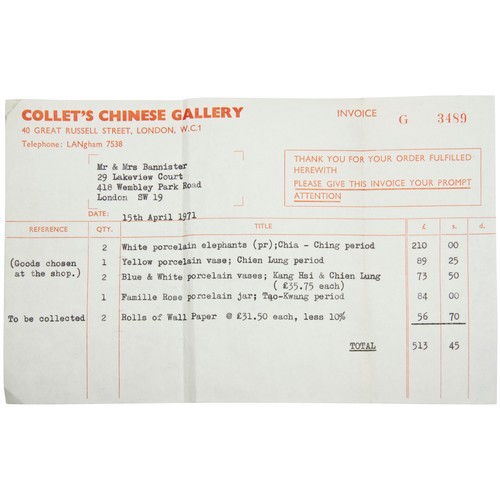 COLLET'S CHINESE GALLERY
40 GREAT RUSSELL STREET, LONDON, W.C.1
Telephone: LANgham 7538
INVOICE G 3489
Mr & Mrs Bannister
29 Lakeview Court
418 Wembley Park Road
London SW 19
THANK YOU FOR YOUR ORDER FULFILLED
HEREWITH
PLEASE GIVE THIS INVOICE YOUR PROMPT
ATTENTION
DATE: 15th April 1971
REFERENCE QTY. TITLE £ s. d.
2 White porcelain elephants (pr);Chia - Ching period 210 00
(Goods chosen 1 Yellow porcelain vase; Chien Lung period 89 25
at the shop.) 2 Blue & White porcelain vases; Kang Hsi & Chien Lung 73 50
( £35.75 each)
1 Famille Rose porcelain jar; Tao-Kwang period 84 00
To be collected 2 Rolls of Wall Paper @ £31.50 each, less 10% 56 70
TOTAL 513 45